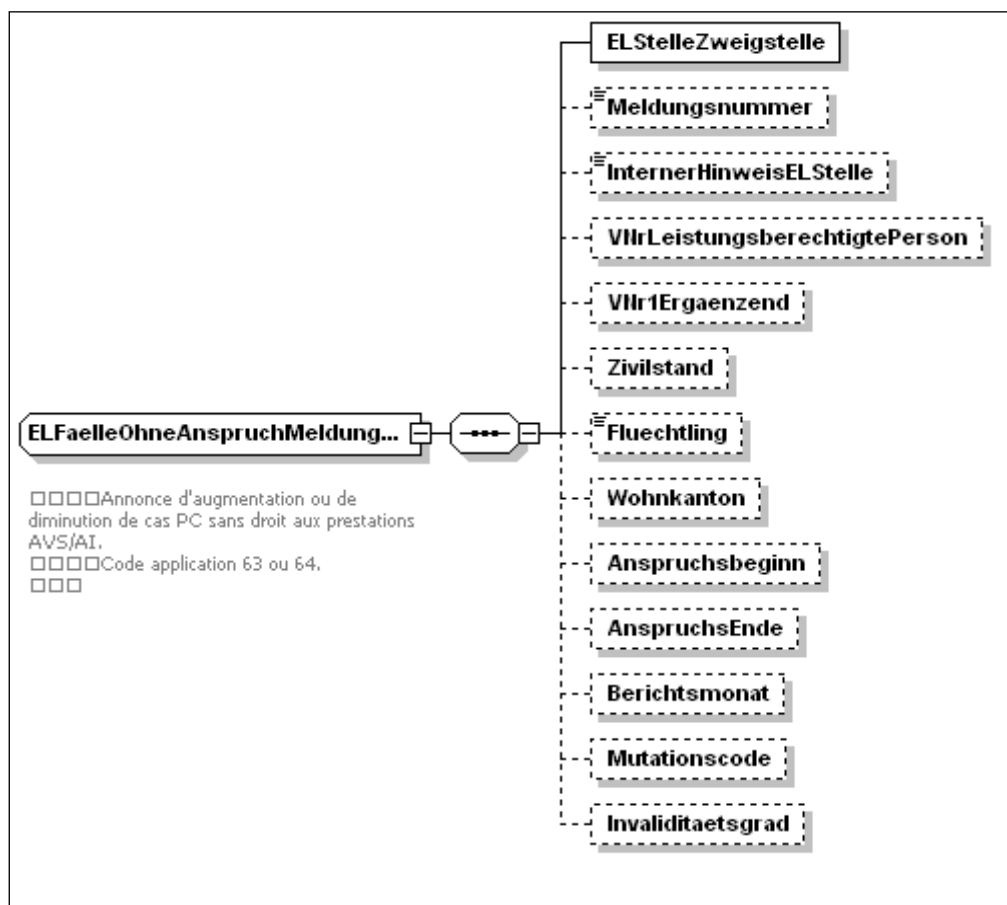 ELStelleZweigstelle
Meldungsnummer
InternerHinweisELStelle
VNrLeistungsberechtigtePerson
VNr1Ergaenzend
Zivilstand
Fluechtling
Wohnkanton
Anspruchsbeginn
AnspruchsEnde
Berichtsmonat
Mutationscode
Invaliditaetsgrad
ELFaelleOhneAnspruchMeldung...
□□□□Annonce d'augmentation ou de
diminution de cas PC sans droit aux prestations
AVS/AI.
□□□□Code application 63 ou 64.
□□□